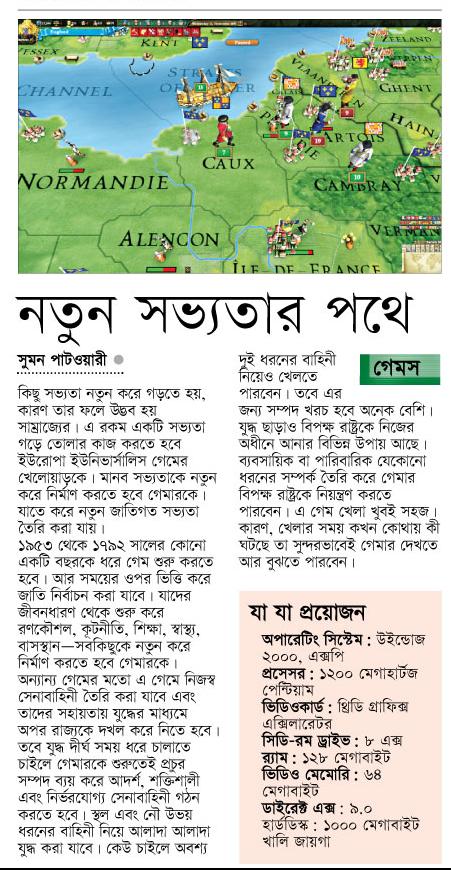 KENT
ESSEX
CHANNEL
STRAITS
OF DOVER
ZEELAND
GHENT
ARTOIS
HAIN
CAUX
NORMANDIE
CAMBRAY
ALENCON
VERMAN
ÎLE-DE-FRANCE
নতুন সভ্যতার পথে
সুমন পাটওয়ারী
কিছু সভ্যতা নতুন করে গড়তে হয়,
কারণ তার ফলে উদ্ভব হয়
সাম্রাজ্যের। এ রকম একটি সভ্যতা
গড়ে তোলার কাজ করতে হবে
ইউরোপা ইউনিভার্সালিস গেমের
খেলোয়াড়কে। মানব সভ্যতাকে নতুন
করে নির্মাণ করতে হবে গেমারকে।
যাতে করে নতুন জাতিগত সভ্যতা
তৈরি করা যায়।
১৯৫৩ থেকে ১৭৯২ সালের কোনো
একটি বছরকে ধরে গেম শুরু করতে
হবে। আর সময়ের ওপর ভিত্তি করে
জাতি নির্বাচন করা যাবে। যাদের
জীবনধারণ থেকে শুরু করে
রণকৌশল, কূটনীতি, শিক্ষা, স্বাস্থ্য,
বাসস্থান—সবকিছুকে নতুন করে
নির্মাণ করতে হবে গেমারকে।
অন্যান্য গেমের মতো এ গেমে নিজস্ব
সেনাবাহিনী তৈরি করা যাবে এবং
তাদের সহায়তায় যুদ্ধের মাধ্যমে
অপর রাজ্যকে দখল করে নিতে হবে।
তবে যুদ্ধ দীর্ঘ সময় ধরে চালাতে
চাইলে গেমারকে শুরুতেই প্রচুর
সম্পদ ব্যয় করে আদর্শ, শক্তিশালী
এবং নির্ভরযোগ্য সেনাবাহিনী গঠন
করতে হবে। স্থল এবং নৌ উভয়
ধরনের বাহিনী নিয়ে আলাদা আলাদা
যুদ্ধ করা যাবে। কেউ চাইলে অবশ্য
গেমস
দুই ধরনের বাহিনী
নিয়েও খেলতে
পারবেন। তবে এর
জন্য সম্পদ খরচ হবে অনেক বেশি।
যুদ্ধ ছাড়াও বিপক্ষ রাষ্ট্রকে নিজের
অধীনে আনার বিভিন্ন উপায় আছে।
ব্যবসায়িক বা পারিবারিক যেকোনো
ধরনের সম্পর্ক তৈরি করে গেমার
বিপক্ষ রাষ্ট্রকে নিয়ন্ত্রণ করতে
পারবেন। এ গেম খেলা খুবই সহজ।
কারণ, খেলার সময় কখন কোথায় কী
ঘটছে তা সুন্দরভাবেই গেমার দেখতে
আর বুঝতে পারবেন।
যা যা প্রয়োজন
অপারেটিং সিস্টেম : উইন্ডোজ
২০০০, এক্সপি
প্রসেসর : ১২০০ মেগাহার্টজ
পেন্টিয়াম
ভিডিওকার্ড : থ্রিডি গ্রাফিক্স
এক্সিলারেটর
সিডি-রম ড্রাইভ : ৮ এক্স
র‍্যাম : ১২৮ মেগাবাইট
ভিডিও মেমোরি : ৬৪
মেগাবাইট
ডাইরেক্ট এক্স : ৯.০
হার্ডডিস্ক : ১০০০ মেগাবাইট
খালি জায়গা